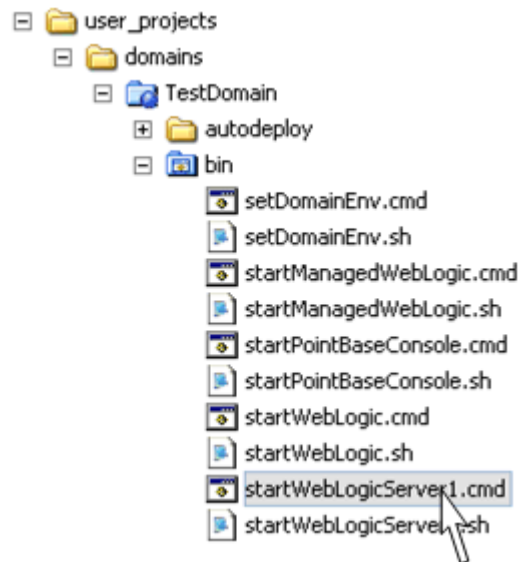 user_projects
domains
TestDomain
autodeploy
bin
setDomainEnv.cmd
setDomainEnv.sh
startManagedWebLogic.cmd
startManagedWebLogic.sh
startPointBaseConsole.cmd
startPointBaseConsole.sh
startWebLogic.cmd
startWebLogic.sh
startWebLogicServer1.cmd